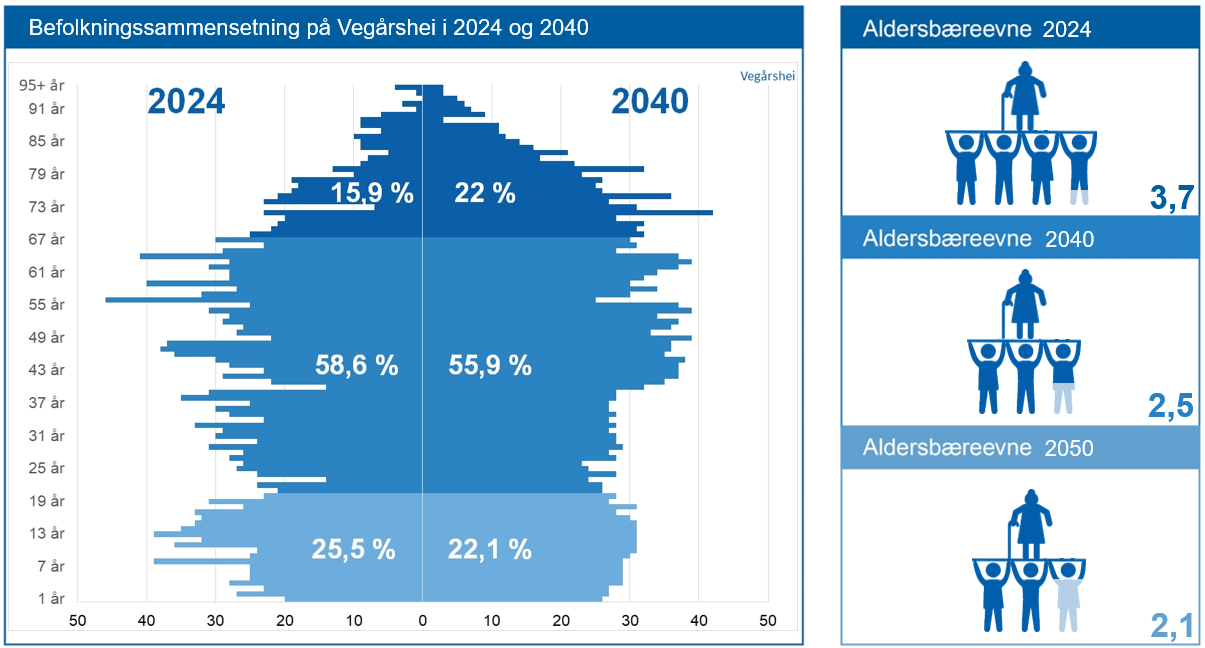 Befolkningssammensetning på Vegårshei i 2024 og 2040
Vegårshei
2024
2040
95+ år
91 år
85 år
79 år
73 år
67 år
61 år
55 år
49 år
43 år
37 år
31 år
25 år
19 år
13 år
7 år
1 år
15,9 %
22 %
58,6 %
55,9 %
25,5 %
22,1 %
50
40
30
20
10
0
10
20
30
40
50
Aldersbæreevne 2024
3,7
Aldersbæreevne 2040
2,5
Aldersbæreevne 2050
2,1